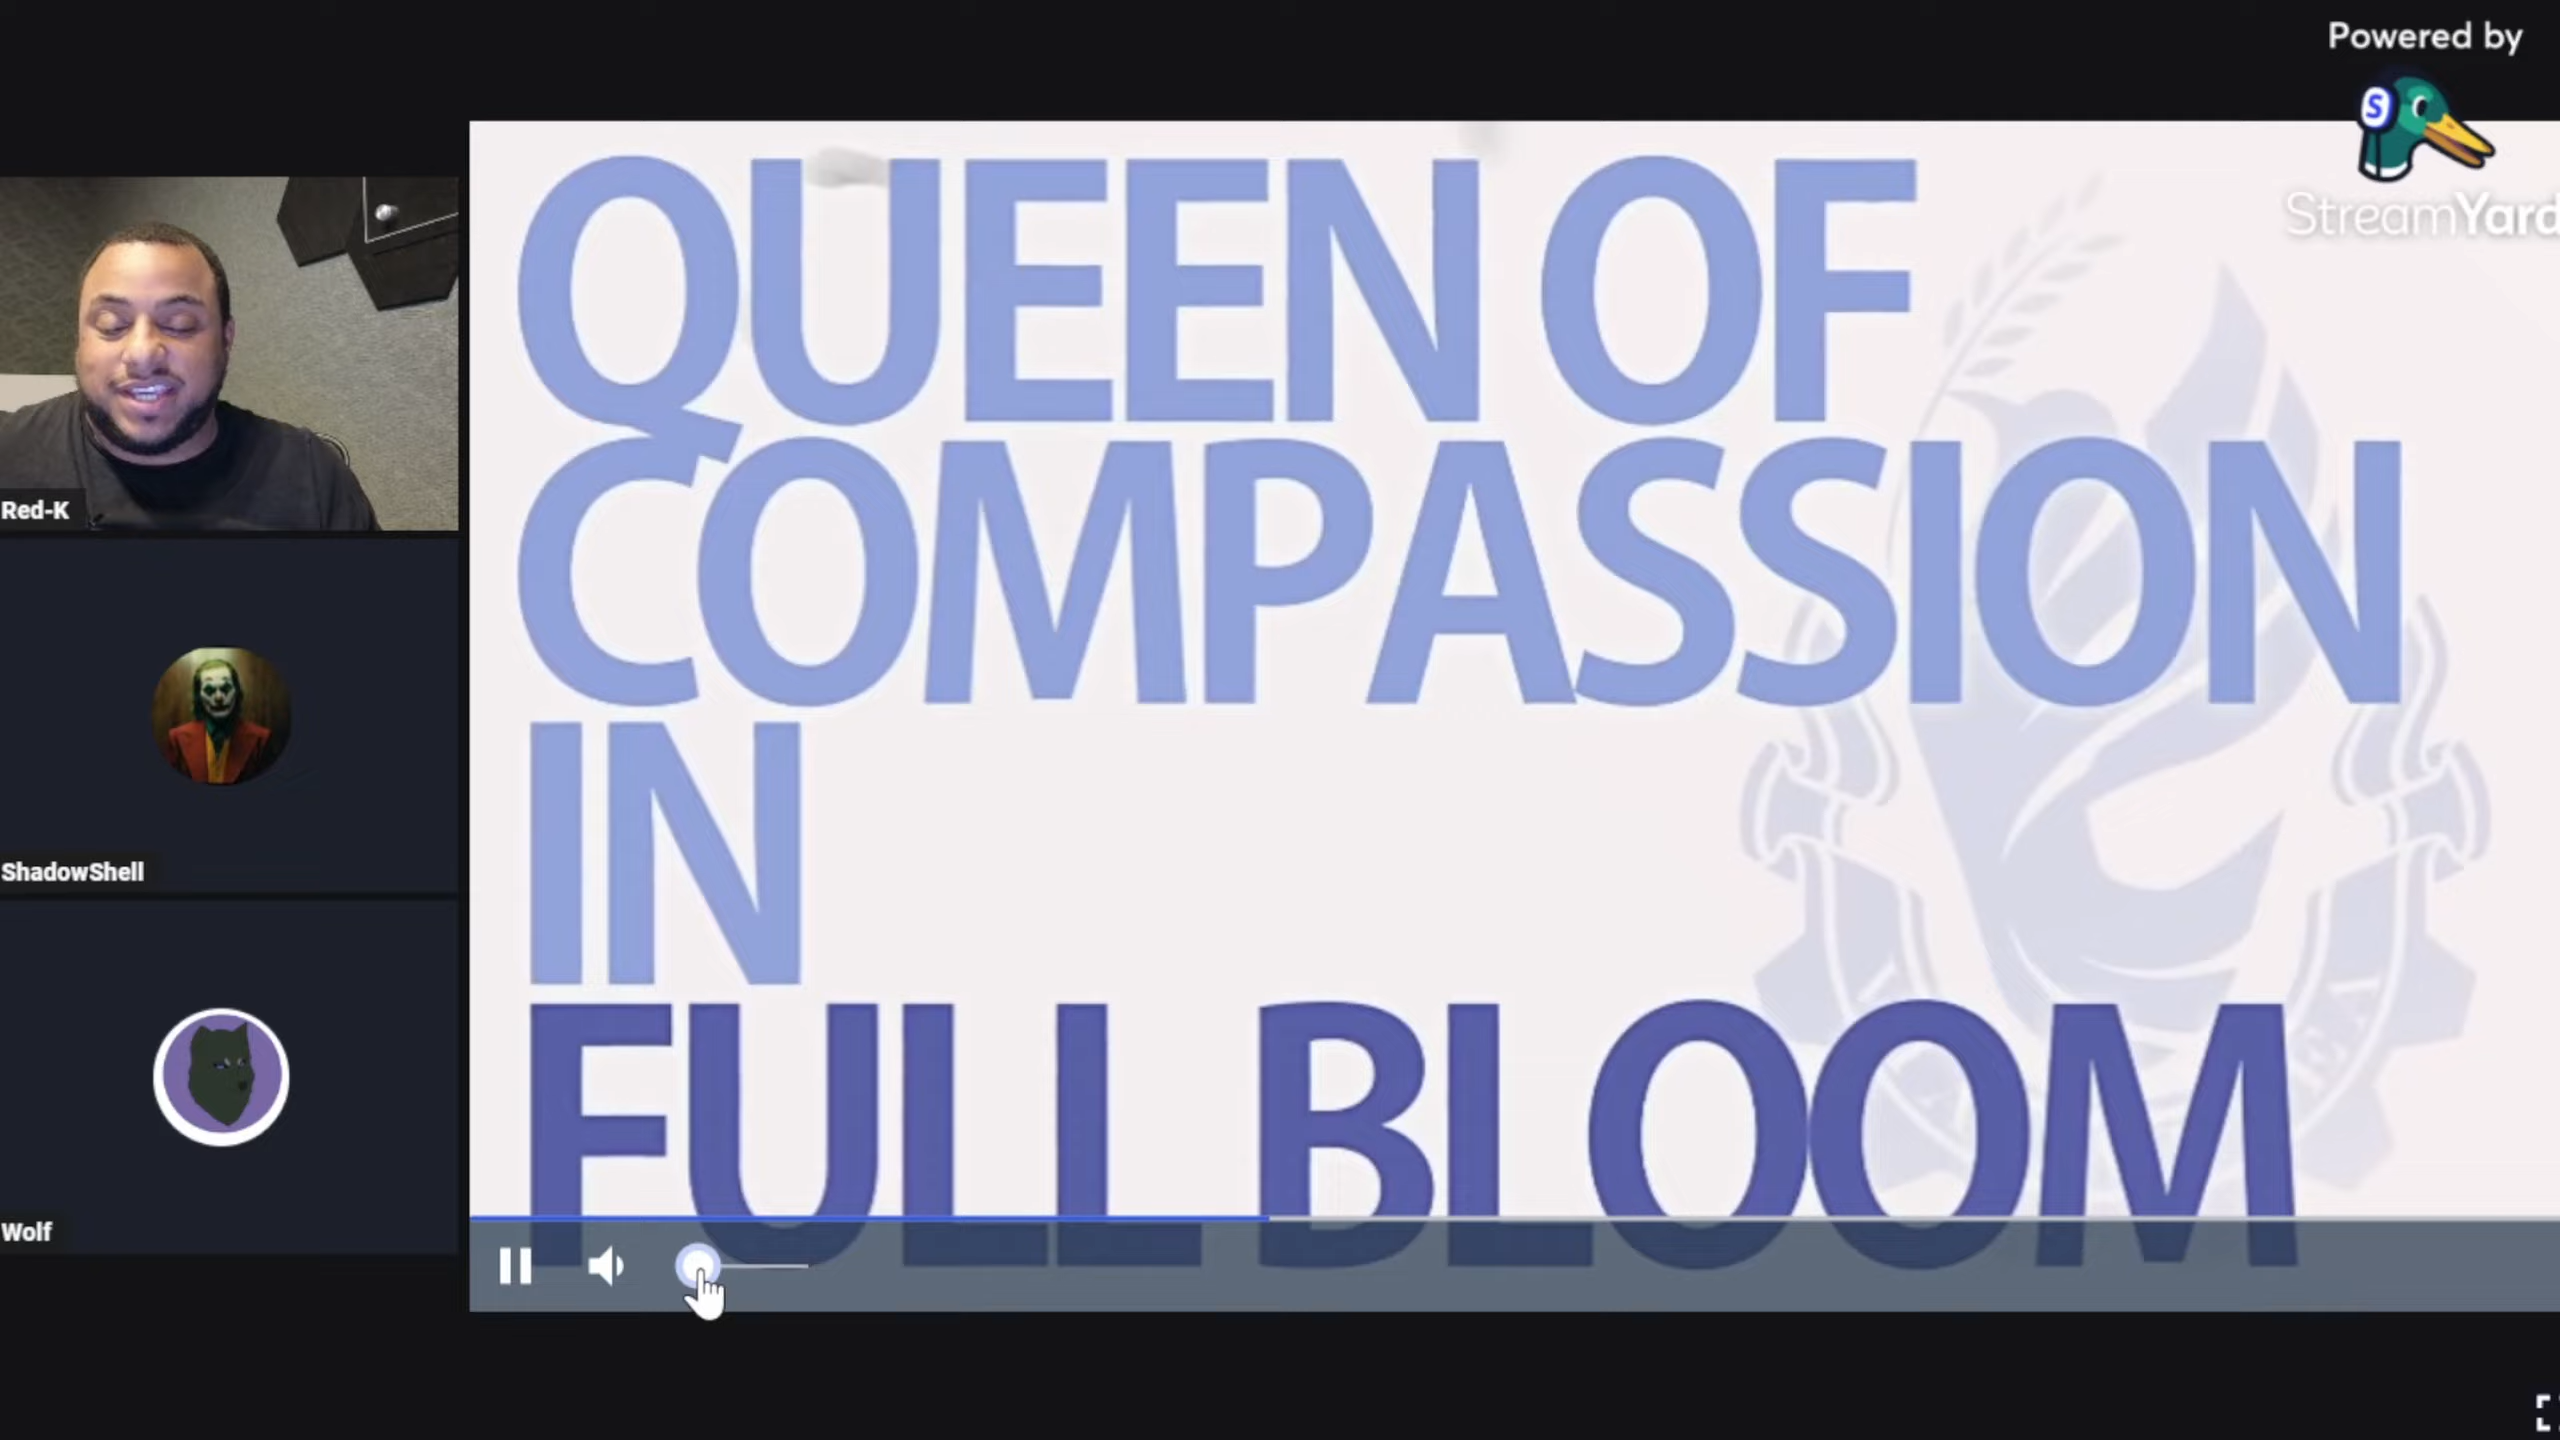 Powered by
S
StreamYard
QUEEN OF
COMPASSION
IN
FULL BLOOM
Red-K
ShadowShell
Wolf